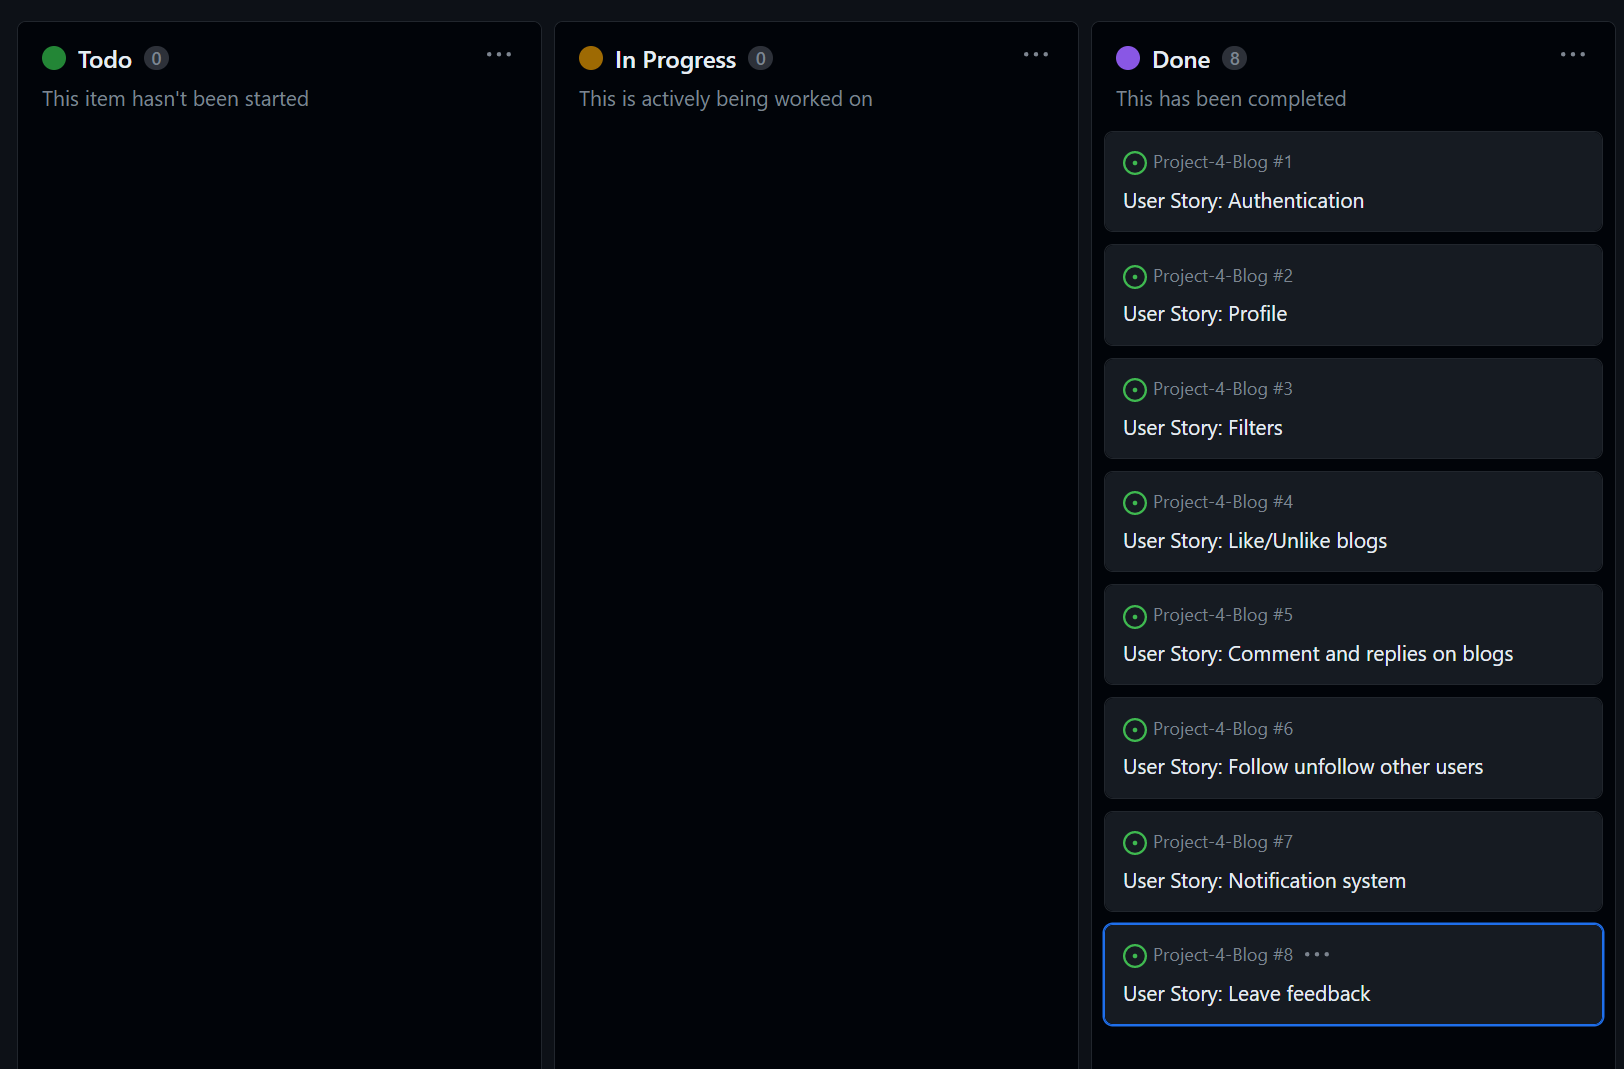 Todo 0
This item hasn't been started
In Progress 0
This is actively being worked on
Done 8
This has been completed
Project-4-Blog #1
User Story: Authentication
Project-4-Blog #2
User Story: Profile
Project-4-Blog #3
User Story: Filters
Project-4-Blog #4
User Story: Like/Unlike blogs
Project-4-Blog #5
User Story: Comment and replies on blogs
Project-4-Blog #6
User Story: Follow unfollow other users
Project-4-Blog #7
User Story: Notification system
Project-4-Blog #8
User Story: Leave feedback